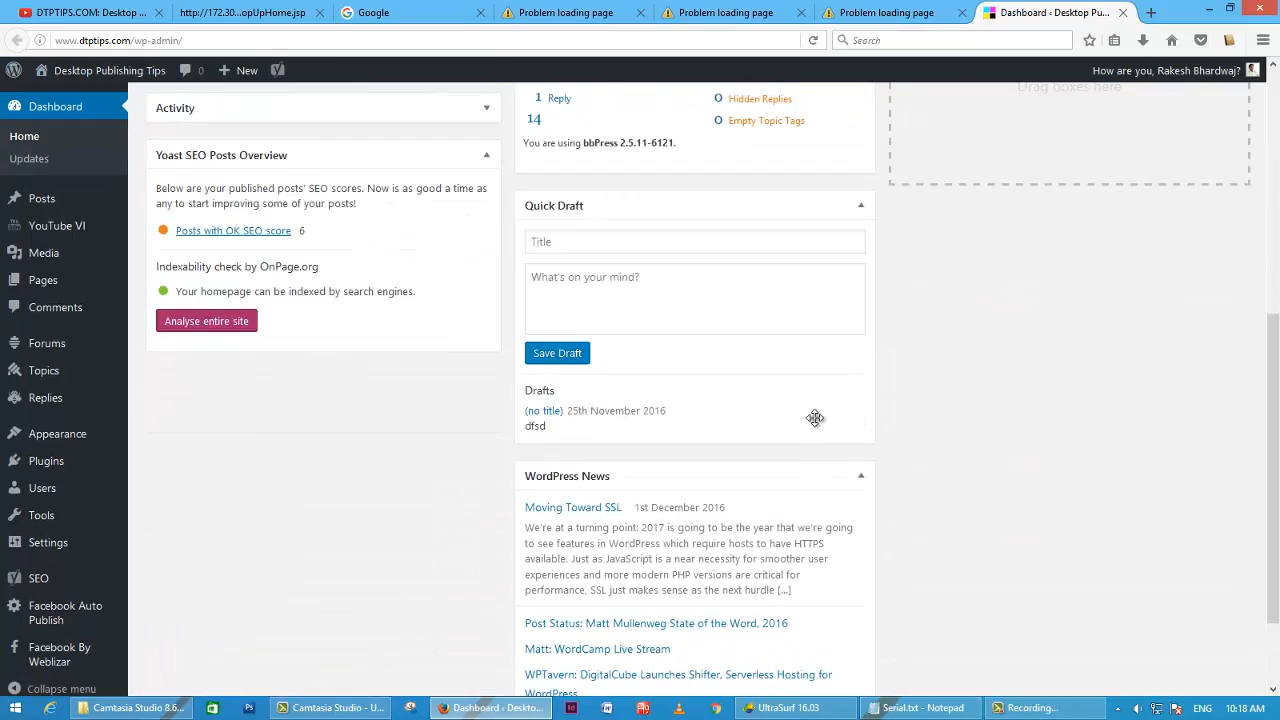 DTPTIPS.COM: Desktop ...
http://172.30...opUpHome.jsp
Google
Problem loading page
Problem loading page
Problem loading page
Dashboard ‹ Desktop Pu...
www.dtptips.com/wp-admin/
Search
Desktop Publishing Tips
0
New
How are you, Rakesh Bhardwaj?
Dashboard
Home
Updates
Posts
YouTube VI
Media
Pages
Comments
Forums
Topics
Replies
Appearance
Plugins
Users
Tools
Settings
SEO
Facebook Auto
Publish
Facebook By
Weblizar
Collapse menu
Activity
Yoast SEO Posts Overview
Below are your published posts' SEO scores. Now is as good a time as
any to start improving some of your posts!
Posts with OK SEO score 6
Indexability check by OnPage.org
Your homepage can be indexed by search engines.
Analyse entire site
1 Reply
0 Hidden Replies
14
0 Empty Topic Tags
You are using bbPress 2.5.11-6121.
Quick Draft
Title
What's on your mind?
Save Draft
Drafts
(no title) 25th November 2016
dfsd
WordPress News
Moving Toward SSL 1st December 2016
We're at a turning point: 2017 is going to be the year that we're going
to see features in WordPress which require hosts to have HTTPS
available. Just as JavaScript is a near necessity for smoother user
experiences and more modern PHP versions are critical for
performance, SSL just makes sense as the next hurdle [...]
Post Status: Matt Mullenweg State of the Word, 2016
Matt: WordCamp Live Stream
WPTavern: DigitalCube Launches Shifter, Serverless Hosting for
WordPress
Drag boxes here
Camtasia Studio 8.6...
Camtasia Studio - U...
Dashboard ‹ Deskto...
UltraSurf 16.03
Serial.txt - Notepad
Recording...
ENG
10:18 AM